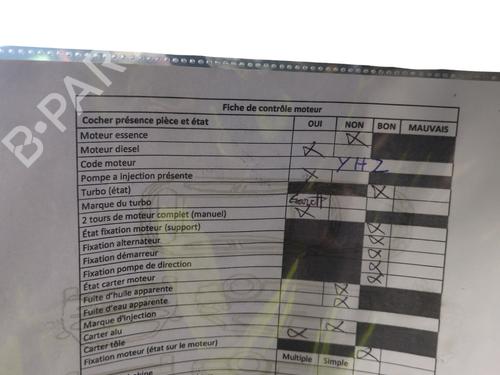 B-PARTS
Fiche de contrôle moteur
Cocher présence pièce et état OUI NON BON MAUVAIS
Moteur essence X
Moteur diesel X
Code moteur YHZ
Pompe a injection présente X
Turbo (état) X
Marque du turbo Garrett
2 tours de moteur complet (manuel) X
État fixation moteur (support) X
Fixation alternateur X
Fixation démarreur X
Fixation pompe de direction X
État carter moteur X
Fuite d'huile apparente X
Fuite d'eau apparente X
Marque d'injection
Carter alu X X
Carter tôle
Fixation moteur (état sur le moteur) X
Multiple Simple